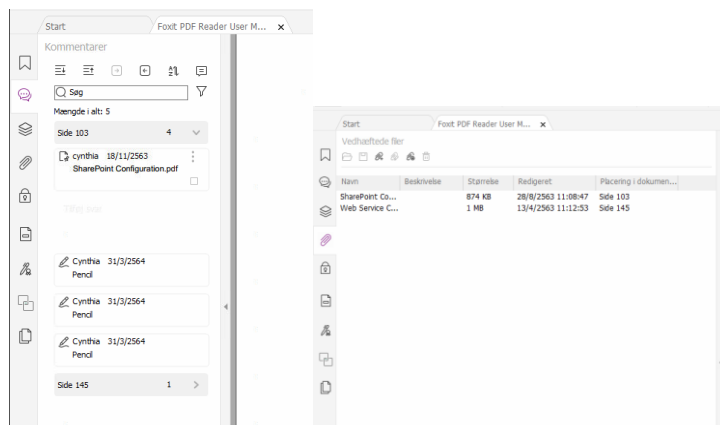 Start Foxit PDF Reader User M... x
Kommentarer
Søg
Mængde i alt: 5
Side 103 4
cynthia 18/11/2563
SharePoint Configuration.pdf
Cynthia 31/3/2564
Pencil
Cynthia 31/3/2564
Pencil
Cynthia 31/3/2564
Pencil
Side 145 1
Start Foxit PDF Reader User M... x
Vedhæftede filer
Navn Beskrivelse Størrelse Redigeret Placering i dokumen...
SharePoint Co... 874 KB 28/8/2563 11:08:47 Side 103
Web Service C... 1 MB 13/4/2563 11:12:53 Side 145